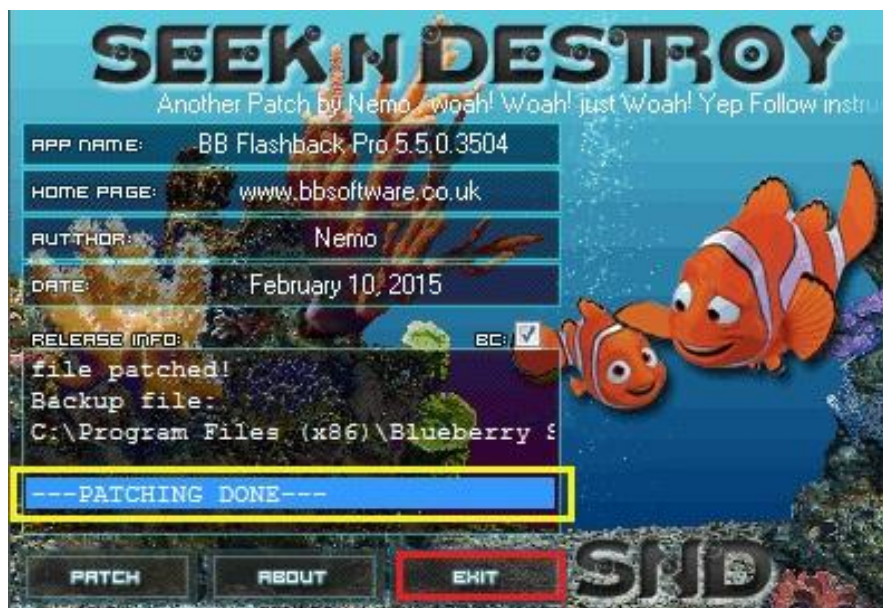 SEEK N DESTROY
Another Patch by Nemo woah! Woah! just Woah! Yep Follow instru
APP NAME: BB Flashback Pro 5.5.0.3504
HOME PAGE: www.bbsoftware.co.uk
AUTTHOR: Nemo
DATE: February 10, 2015
RELEASE INFO: BC:
file patched!
Backup file:
C:\Program Files (x86)\Blueberry S
---PATCHING DONE---
PATCH ABOUT EXIT
SND